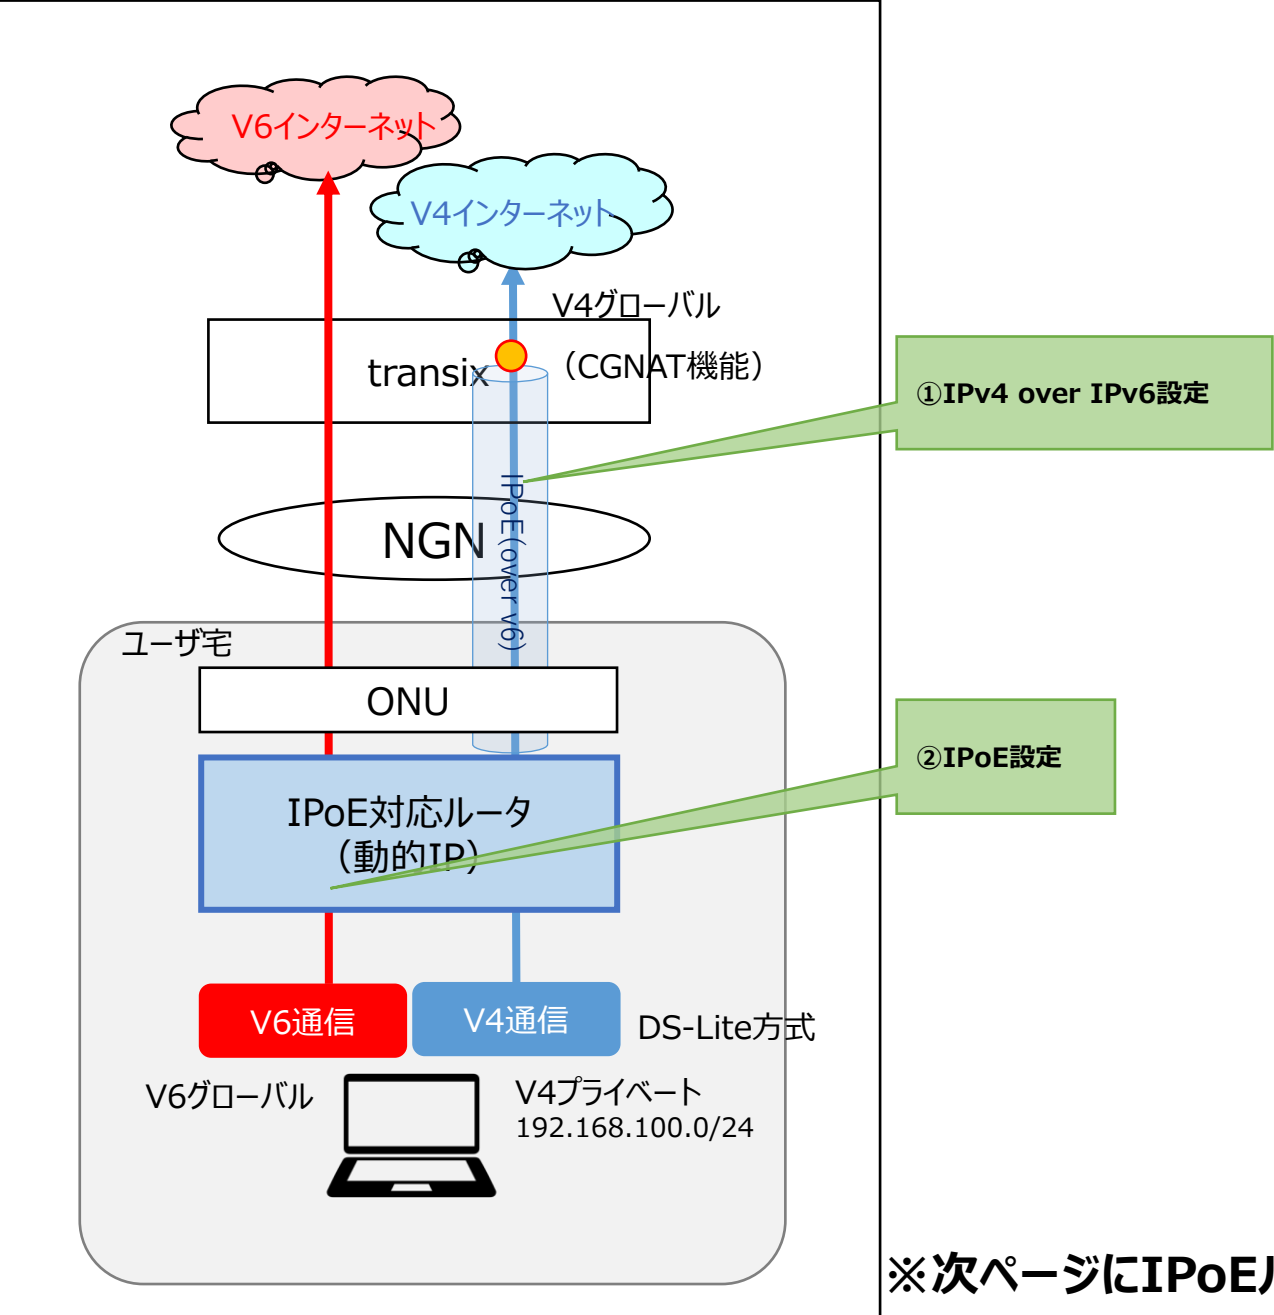 V6インターネット
V4インターネット
V4グローバル
transix
（CGNAT機能）
①IPv4 over IPv6設定
IPoE(over v6)
NGN
ユーザ宅
ONU
②IPoE設定
IPoE対応ルータ
（動的IP）
V6通信
V4通信
DS-Lite方式
V6グローバル
V4プライベート
192.168.100.0/24
※次ページにIPoE